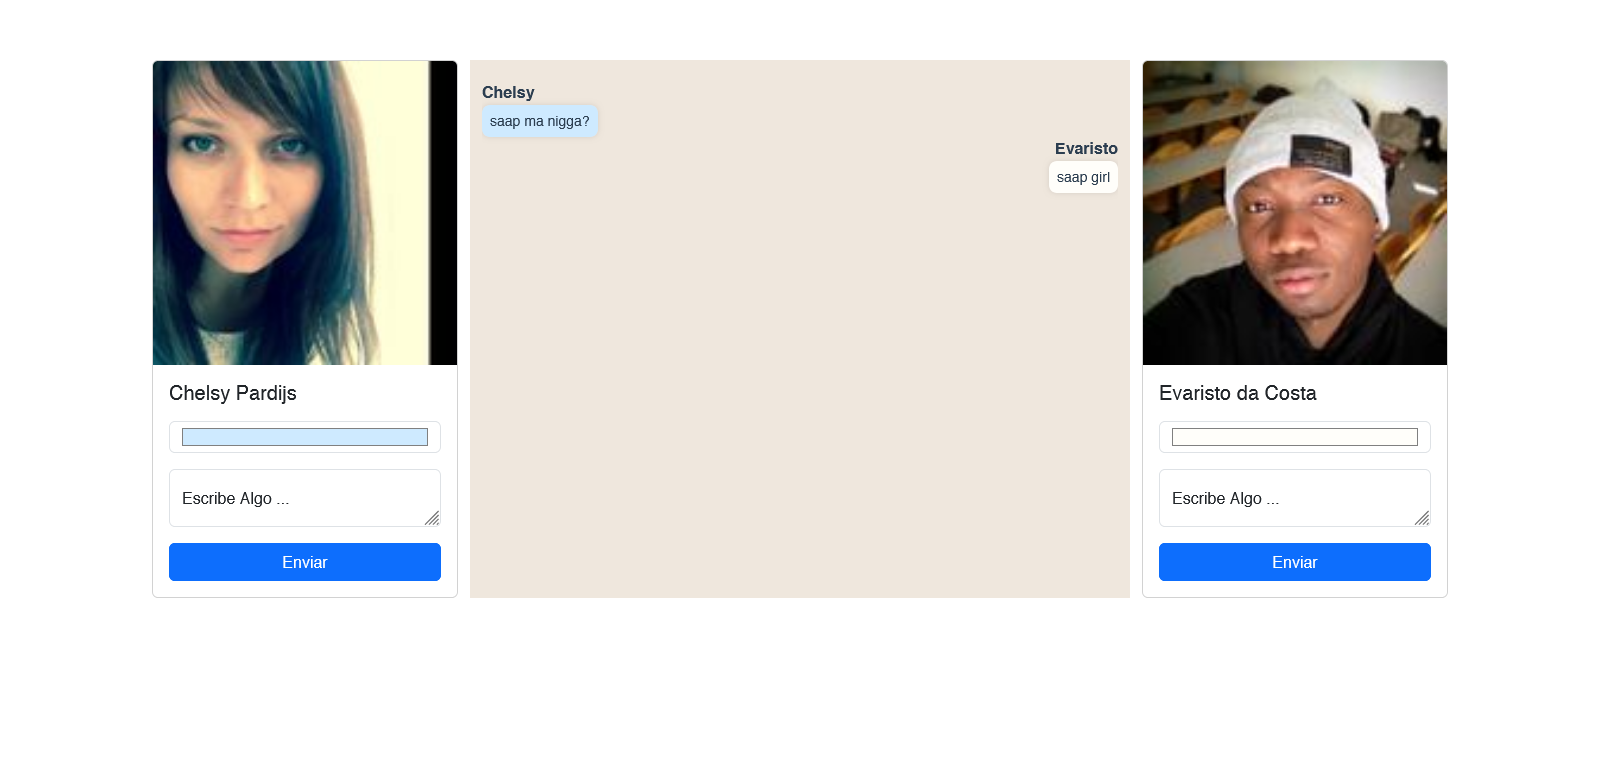 Chelsy
saap ma nigga?
Evaristo
saap girl
Chelsy Pardijs
Escribe Algo ...
Enviar
Evaristo da Costa
Escribe Algo ...
Enviar